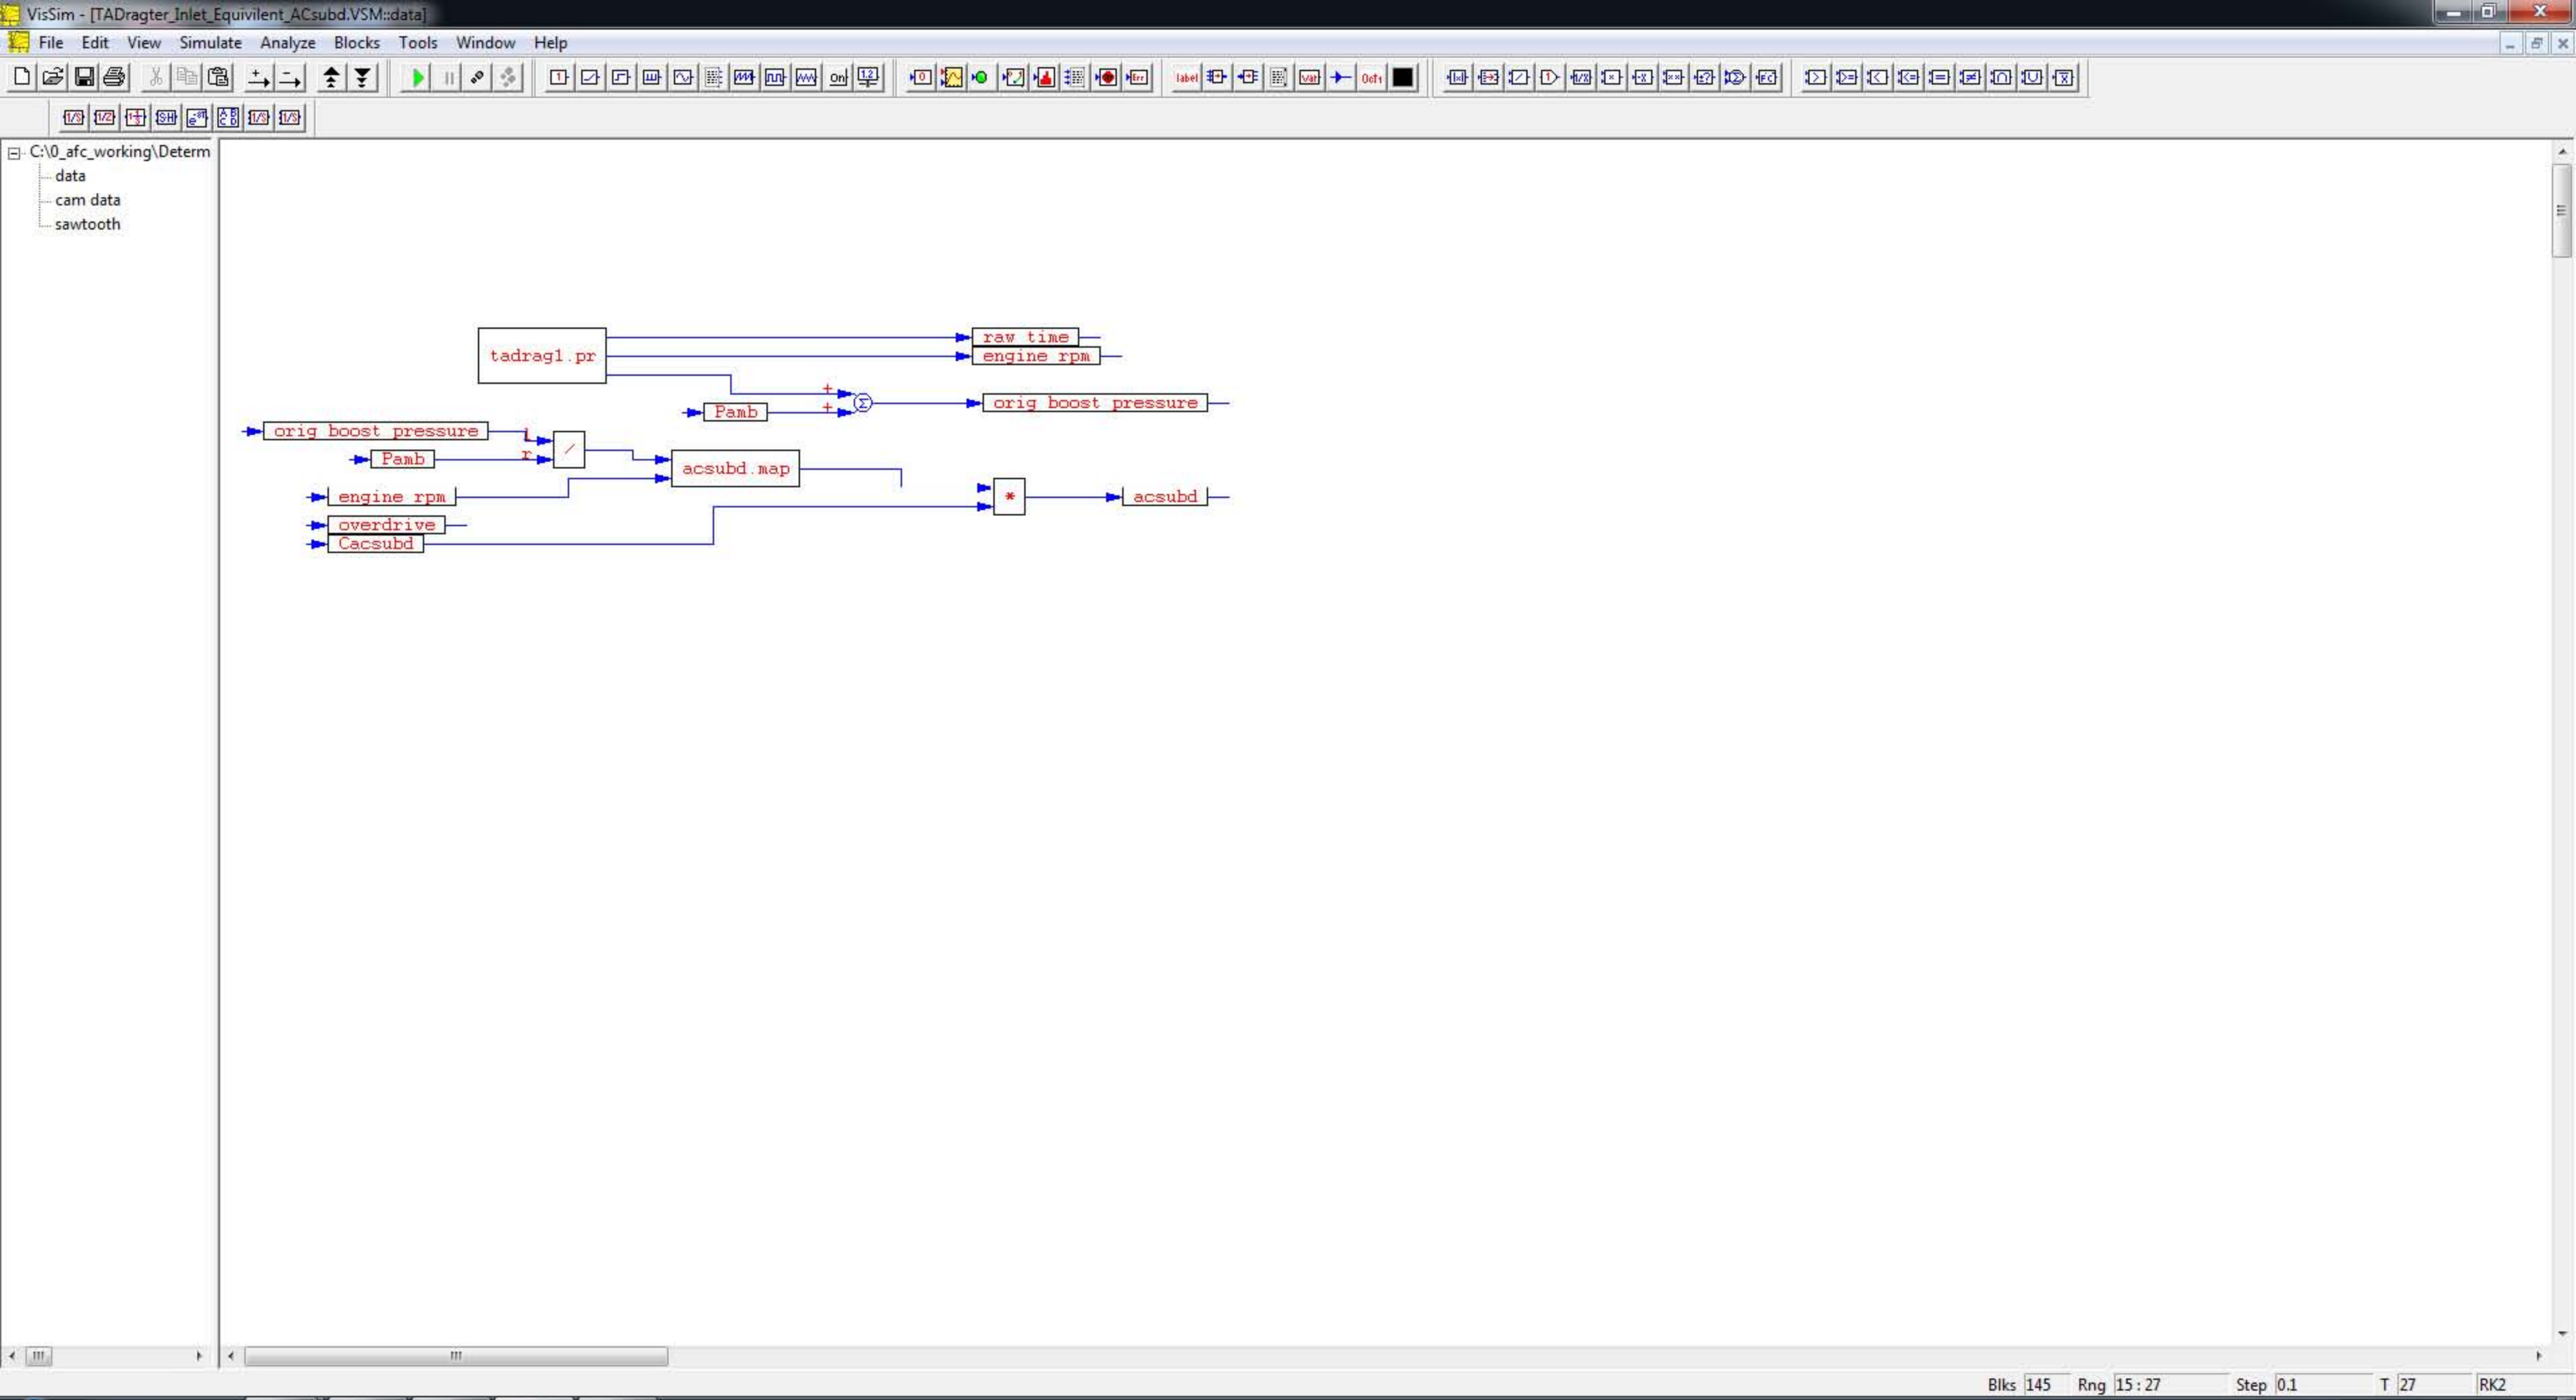 VisSim - [TADragter_Inlet_Equivilent_ACsubd.VSM::data]
File Edit View Simulate Analyze Blocks Tools Window Help
C:\0_afc_working\Determ
data
cam data
sawtooth
tadrag1.pr
raw time
engine rpm
+
+
Σ
Pamb
orig boost pressure
orig boost pressure
l
r
/
Pamb
acsubd.map
engine rpm
*
acsubd
overdrive
Cacsubd
Blks 145 Rng 15:27 Step 0.1 T 27 RK2